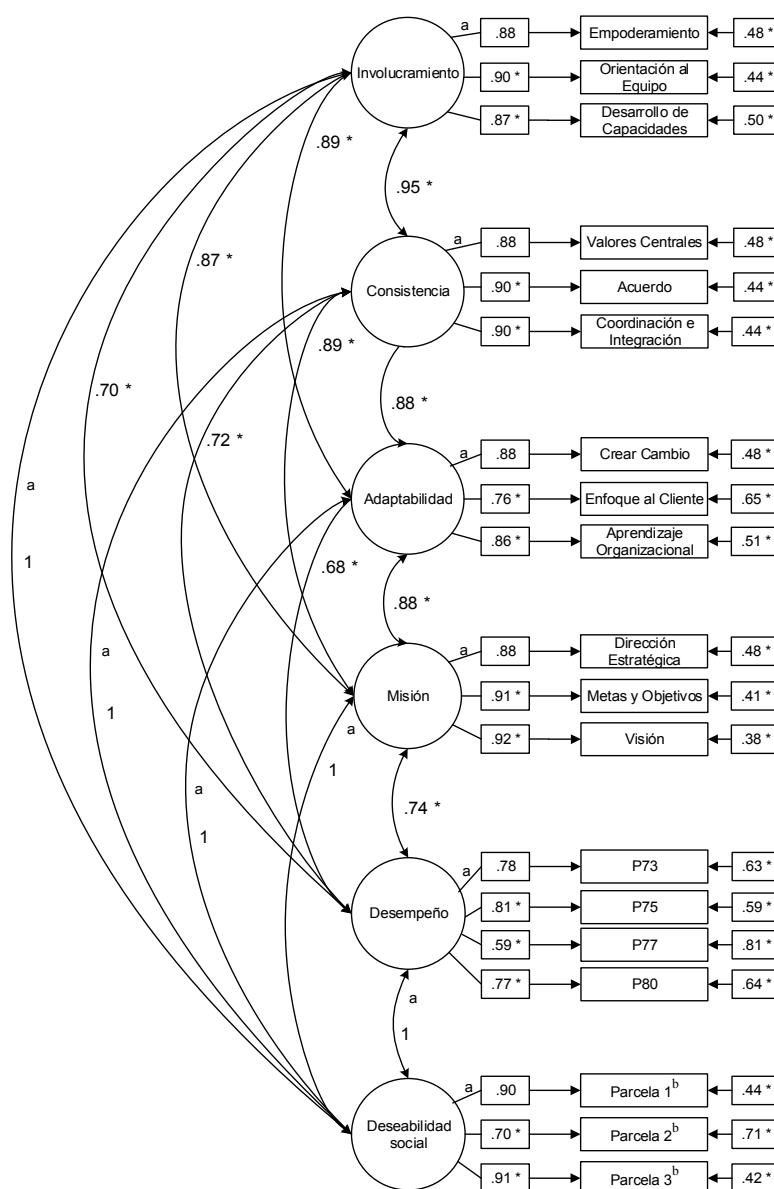 a .88 Empoderamiento .48 *
Involucramiento .90 * Orientación al
Equipo .44 *
.87 * Desarrollo de
Capacidades .50 *
.89 *
.95 *
a .88 Valores Centrales .48 *
.87 *
Consistencia .90 * Acuerdo .44 *
.90 * Coordinación e
Integración .44 *
.89 *
.70 *
.88 *
.72 *
a .88 Crear Cambio .48 *
a
Adaptabilidad .76 * Enfoque al Cliente .65 *
.86 * Aprendizaje
Organizacional .51 *
1
.68 *
.88 *
a
a .88 Dirección
Estratégica .48 *
Misión .91 * Metas y Objetivos .41 *
1
a
.92 * Visión .38 *
1
a
.74 *
1
a .78 P73 .63 *
Desempeño .81 * P75 .59 *
.59 * P77 .81 *
.77 * P80 .64 *
a
1
a .90 Parcela 1b .44 *
Deseabilidad
social .70 * Parcela 2b .71 *
.91 * Parcela 3b .42 *